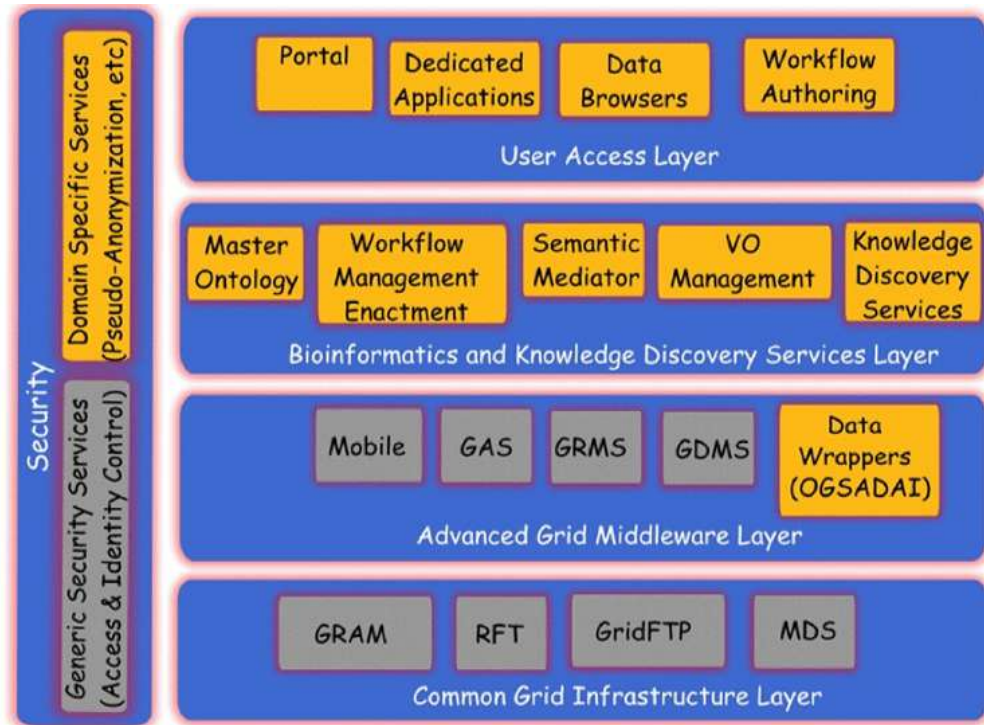 Security
Domain Specific Services
(Pseudo-Anonymization, etc)
Generic Security Services
(Access & Identity Control)
Portal
Dedicated
Applications
Data
Browsers
Workflow
Authoring
User Access Layer
Master
Ontology
Workflow
Management
Enactment
Semantic
Mediator
VO
Management
Knowledge
Discovery
Services
Bioinformatics and Knowledge Discovery Services Layer
Mobile
GAS
GRMS
GDMS
Data
Wrappers
(OGSADAI)
Advanced Grid Middleware Layer
GRAM
RFT
GridFTP
MDS
Common Grid Infrastructure Layer